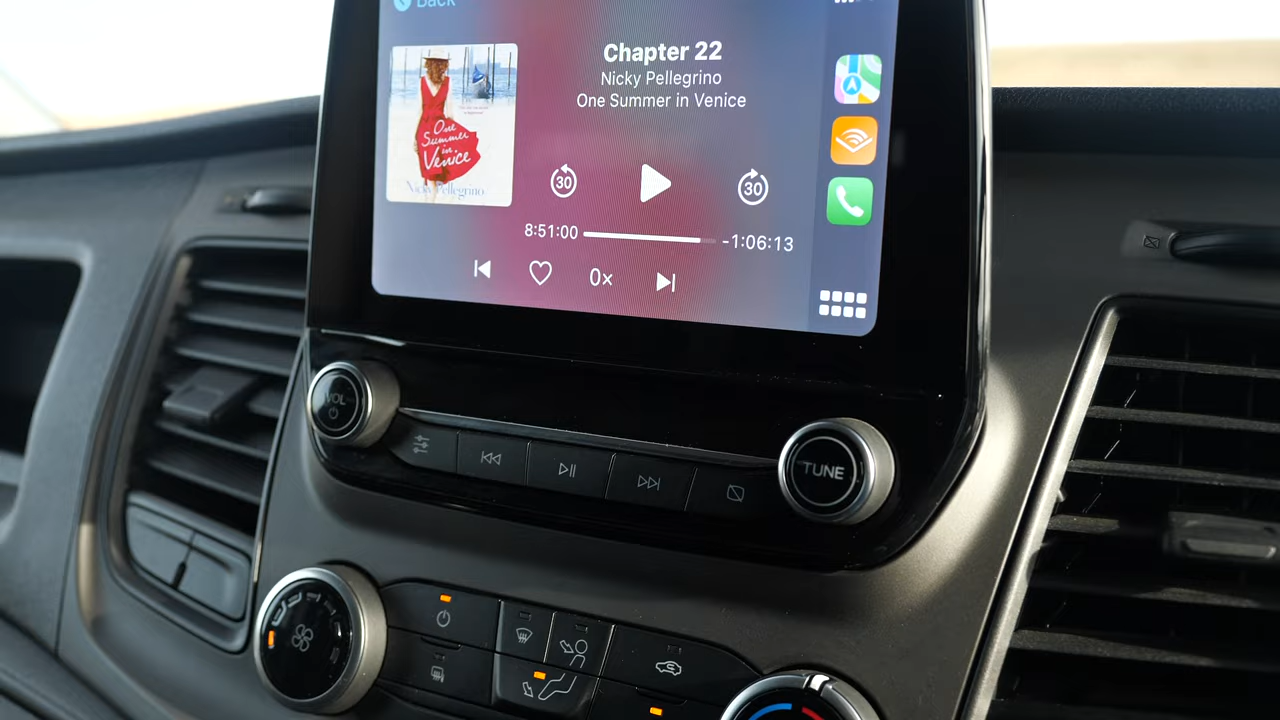 Back
Chapter 22
Nicky Pellegrino
One Summer in Venice
One
Summer
in
Venice
Nicky Pellegrino
30
30
8:51:00
-1:06:13
0×
VOL
TUNE